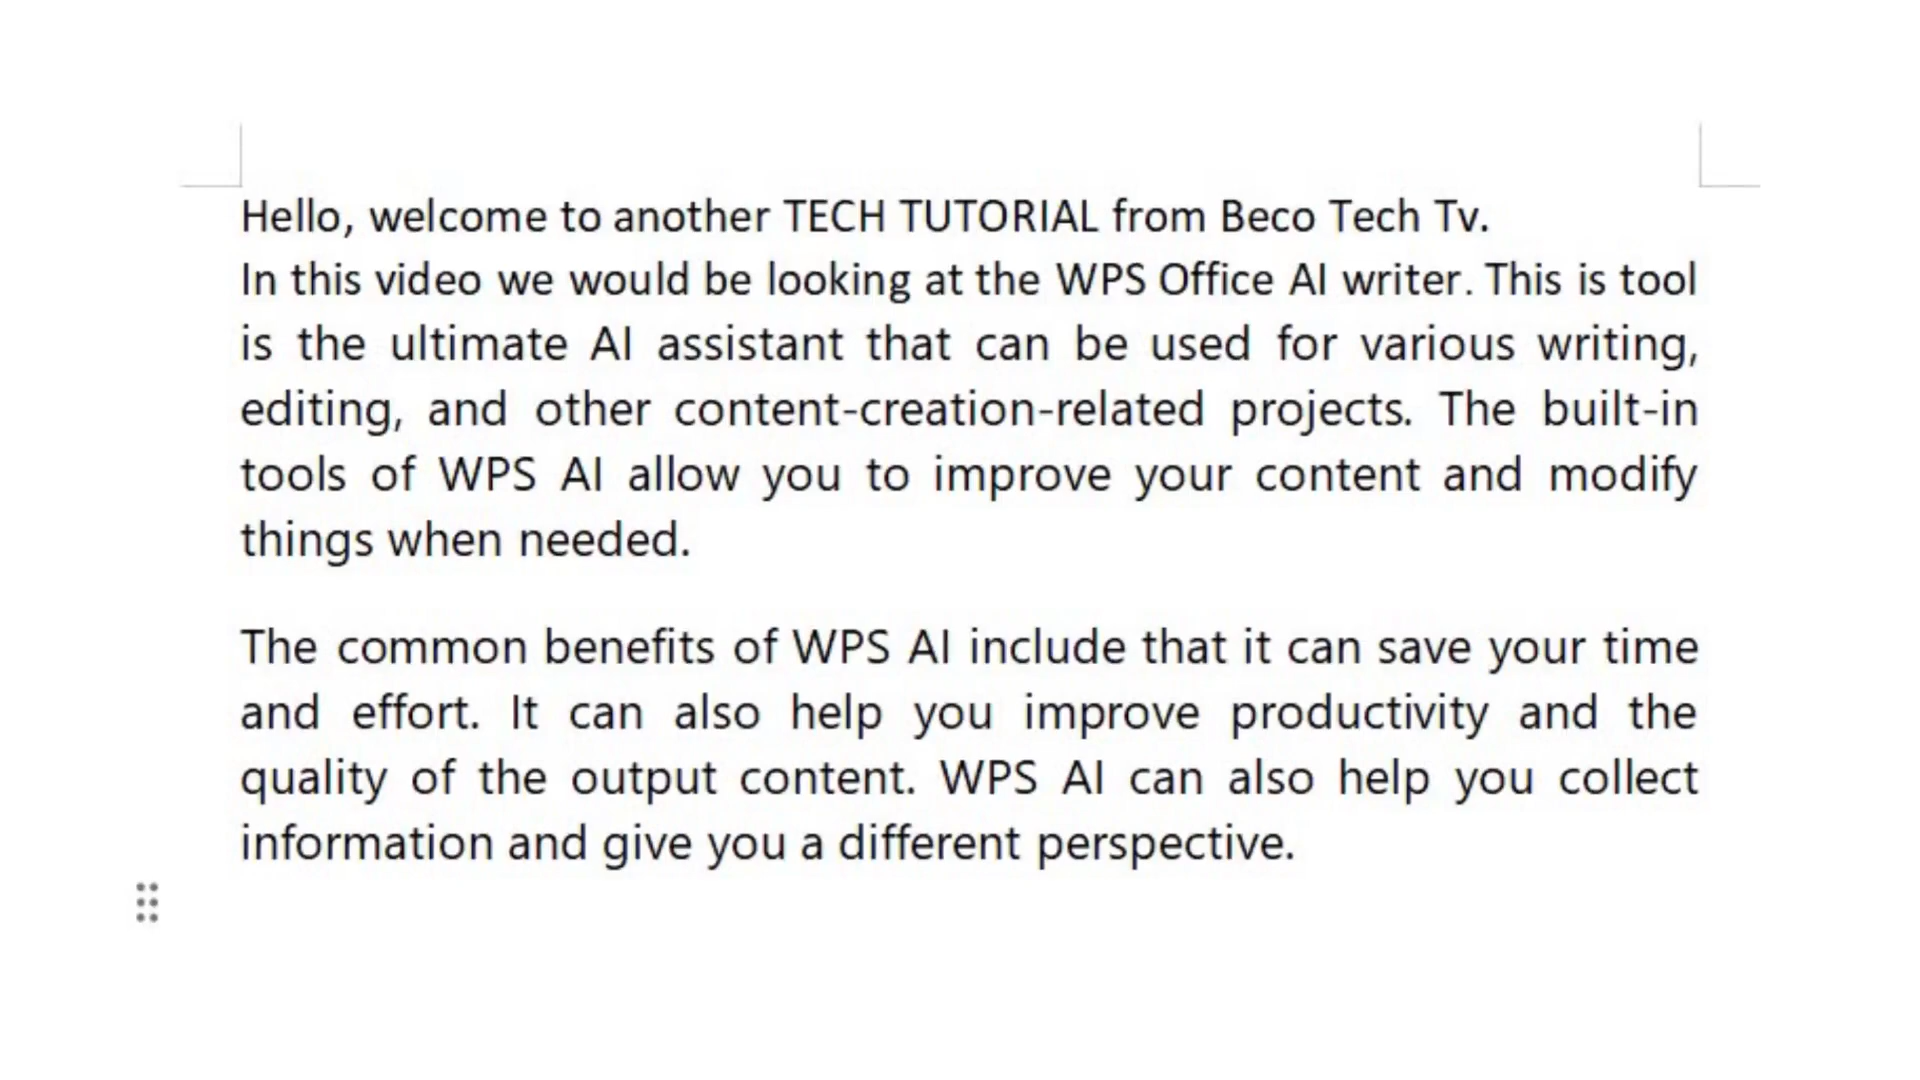 Hello, welcome to another TECH TUTORIAL from Beco Tech Tv.
In this video we would be looking at the WPS Office AI writer. This is tool
is the ultimate AI assistant that can be used for various writing,
editing, and other content-creation-related projects. The built-in
tools of WPS AI allow you to improve your content and modify
things when needed.
The common benefits of WPS AI include that it can save your time
and effort. It can also help you improve productivity and the
quality of the output content. WPS AI can also help you collect
information and give you a different perspective.